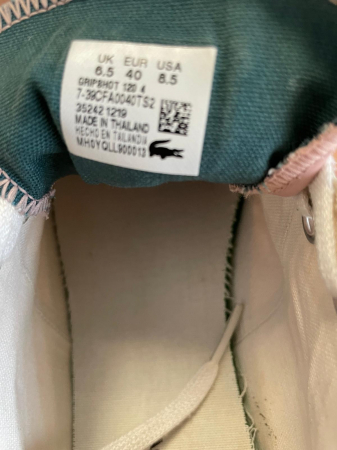 UK EUR USA
6.5 40 8.5
GRIPSHOT 120 4
7-39CFA0040TS2
35242 1219
MADE IN THAILAND
HECHO EN TAILANDIA
MH0YQLL900013